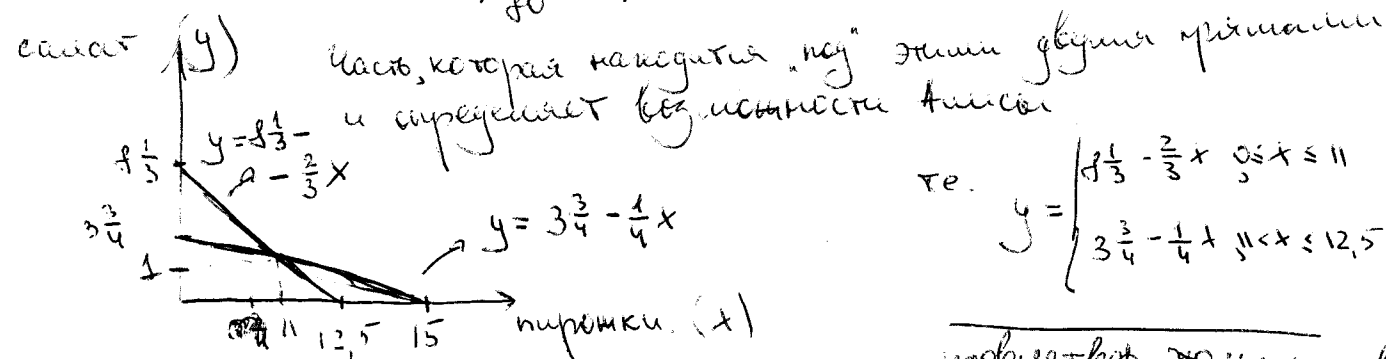 80
салат (y) Часть, которая находится "под" этими двумя прямыми
и определяет возможности Алисы
8 1/3
y = 8 1/3 -
- 2/3 x
3 3/4
y = 3 3/4 - 1/4 x
1
11 12,5 15
пирожки (x)
т.е. y = { 8 1/3 - 2/3 x, 0 ≤ x ≤ 11
3 3/4 - 1/4 x, 11 < x ≤ 12,5